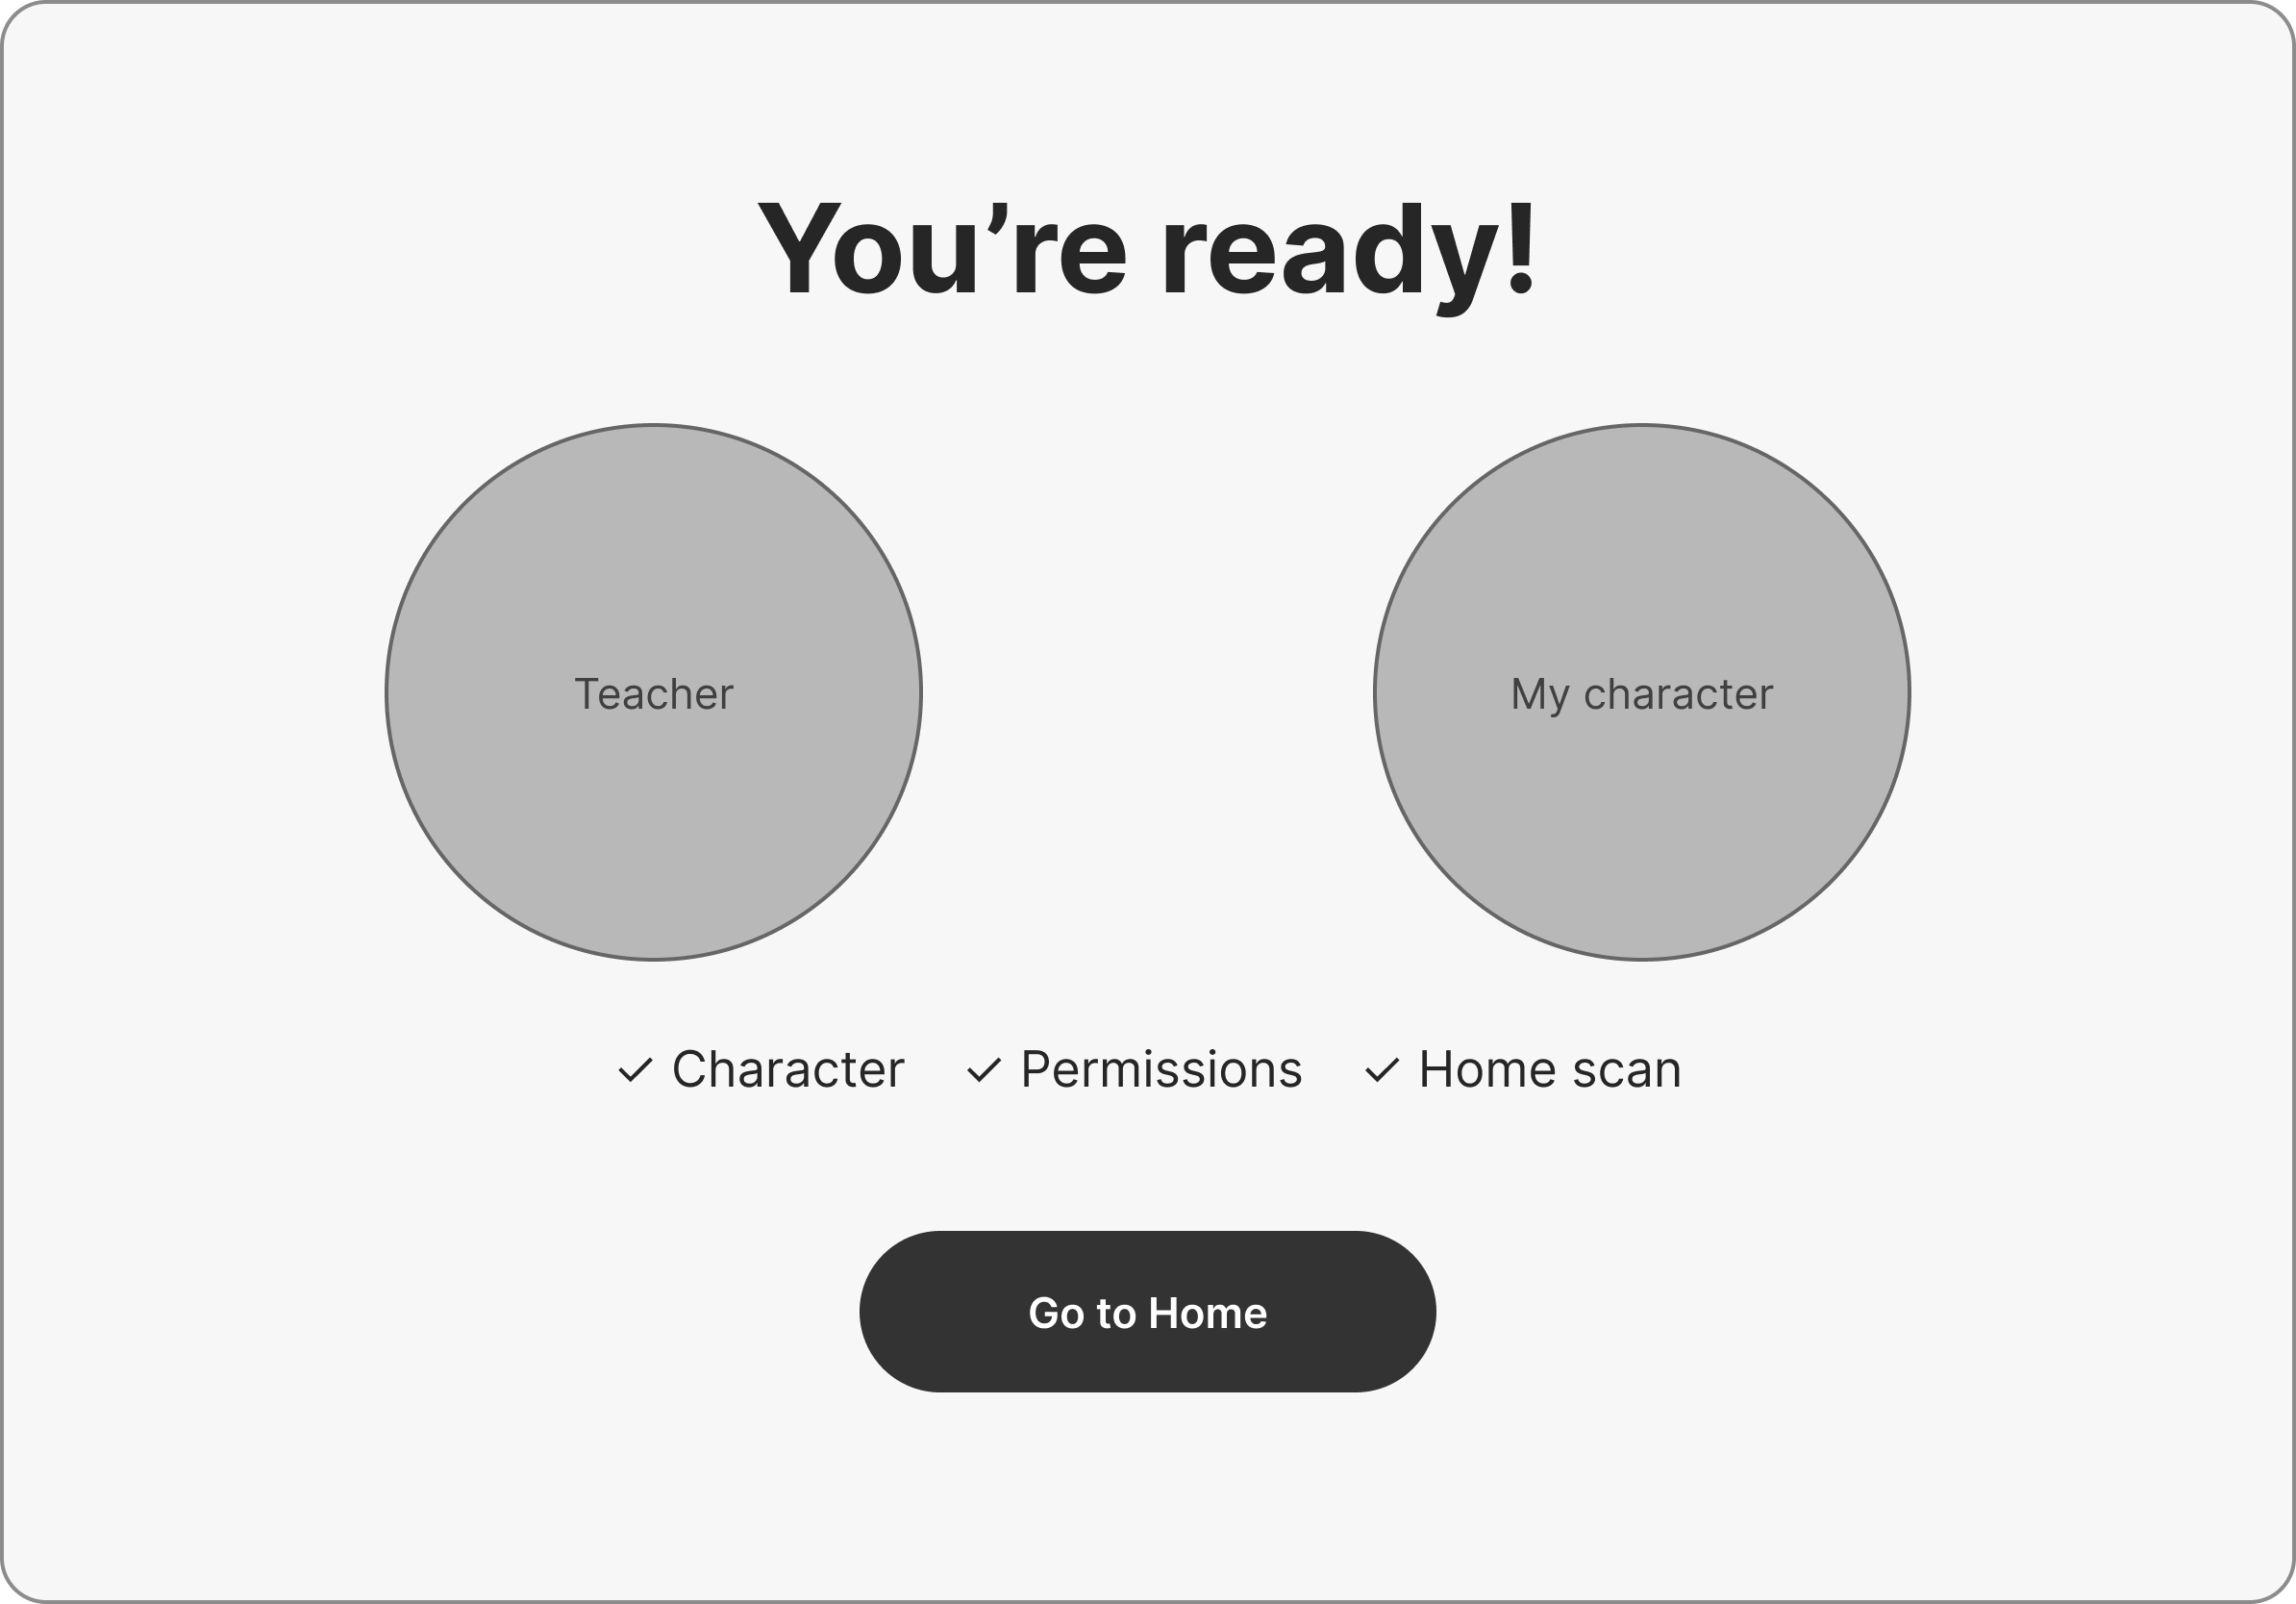 You’re ready!
Teacher
My character
✓ Character ✓ Permissions ✓ Home scan
Go to Home